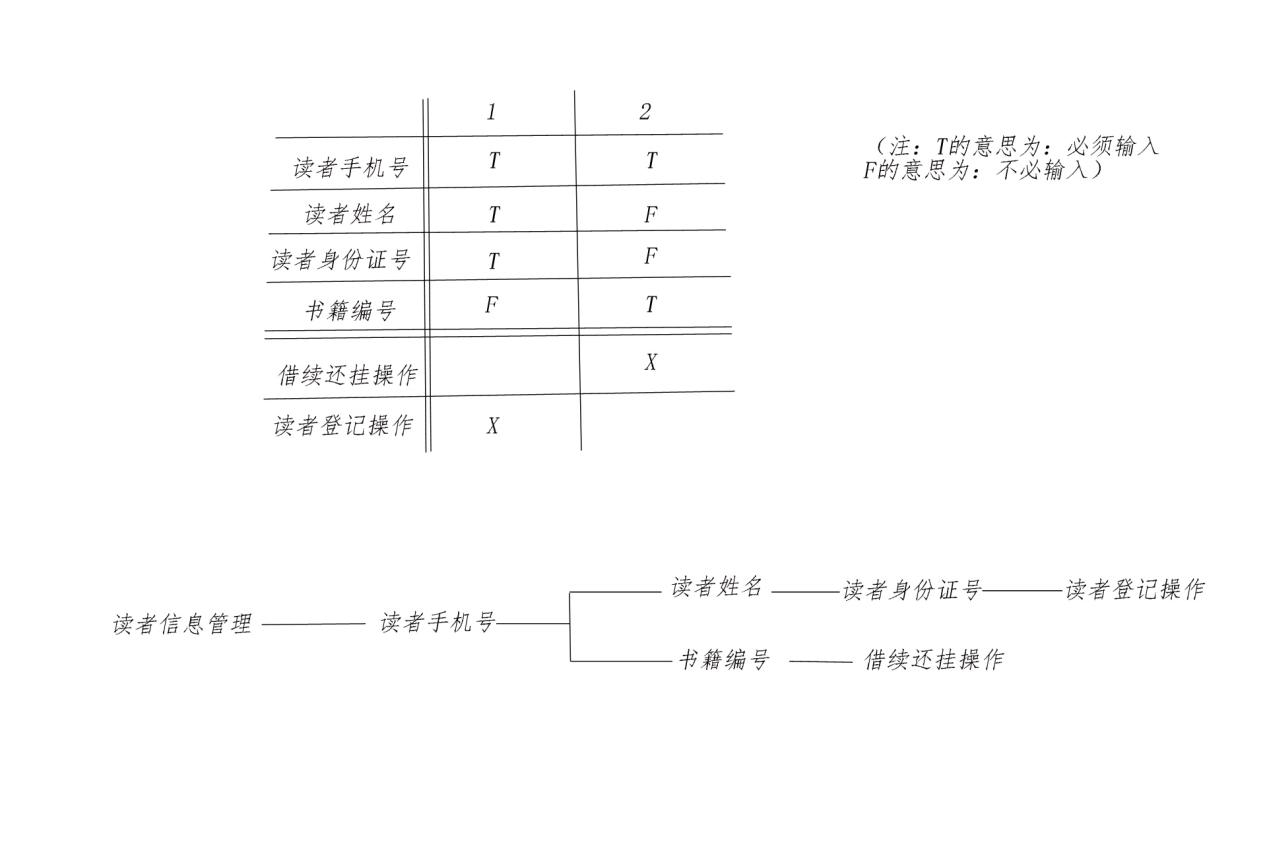 1 2
读者手机号 T T
读者姓名 T F
读者身份证号 T F
书籍编号 F T
借续还挂操作 X
读者登记操作 X
（注：T的意思为：必须输入
F的意思为：不必输入）
读者信息管理 读者手机号 读者姓名 读者身份证号 读者登记操作
书籍编号 借续还挂操作